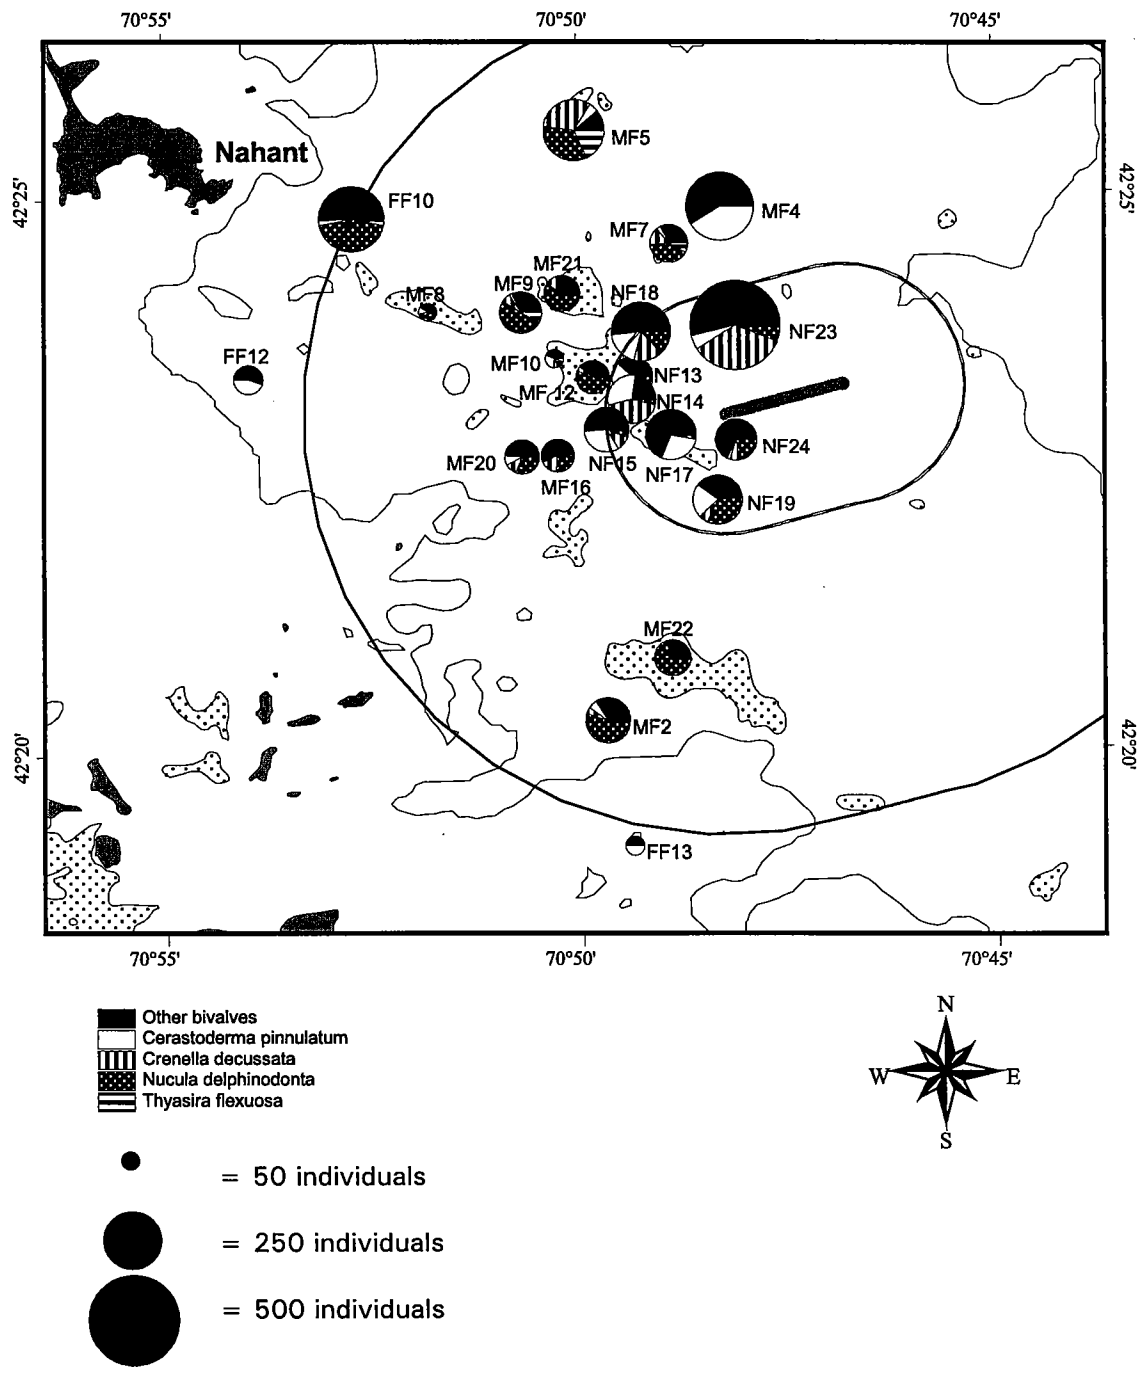 70°55'
70°50'
70°45'
42°25'
42°25'
Nahant
MF5
FF10
MF4
MF7
MF21
MF8
MF9
NF18
NF23
MF10
FF12
NF13
MF 12
NF14
NF15
NF17
NF24
MF20
MF16
NF19
MF22
MF2
42°20'
42°20'
FF13
70°55'
70°50'
70°45'
Other bivalves
Cerastoderma pinnulatum
Crenella decussata
Nucula delphinodonta
Thyasira flexuosa
N
W
E
S
= 50 individuals
= 250 individuals
= 500 individuals